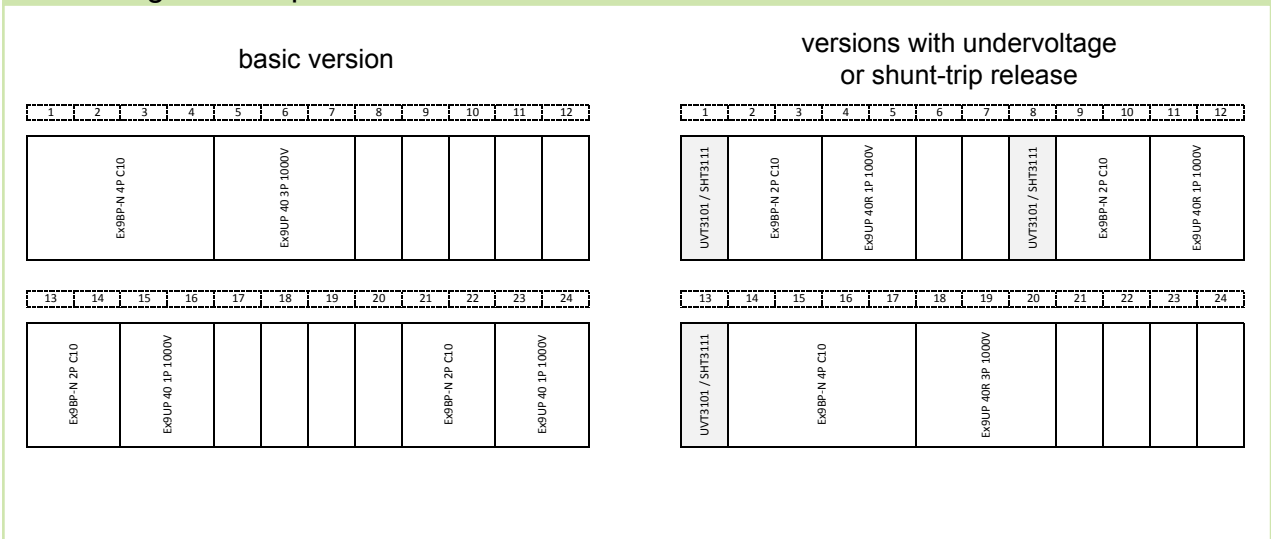 basic version
1 2 3 4 5 6 7 8 9 10 11 12
Ex9BP-N 4P C10
Ex9UP 40 3P 1000V
13 14 15 16 17 18 19 20 21 22 23 24
Ex9BP-N 2P C10
Ex9UP 40 1P 1000V
Ex9BP-N 2P C10
Ex9UP 40 1P 1000V
versions with undervoltage
or shunt-trip release
1 2 3 4 5 6 7 8 9 10 11 12
UVT3101 / SHT3111
Ex9BP-N 2P C10
Ex9UP 40R 1P 1000V
UVT3101 / SHT3111
Ex9BP-N 2P C10
Ex9UP 40R 1P 1000V
13 14 15 16 17 18 19 20 21 22 23 24
UVT3101 / SHT3111
Ex9BP-N 4P C10
Ex9UP 40R 3P 1000V